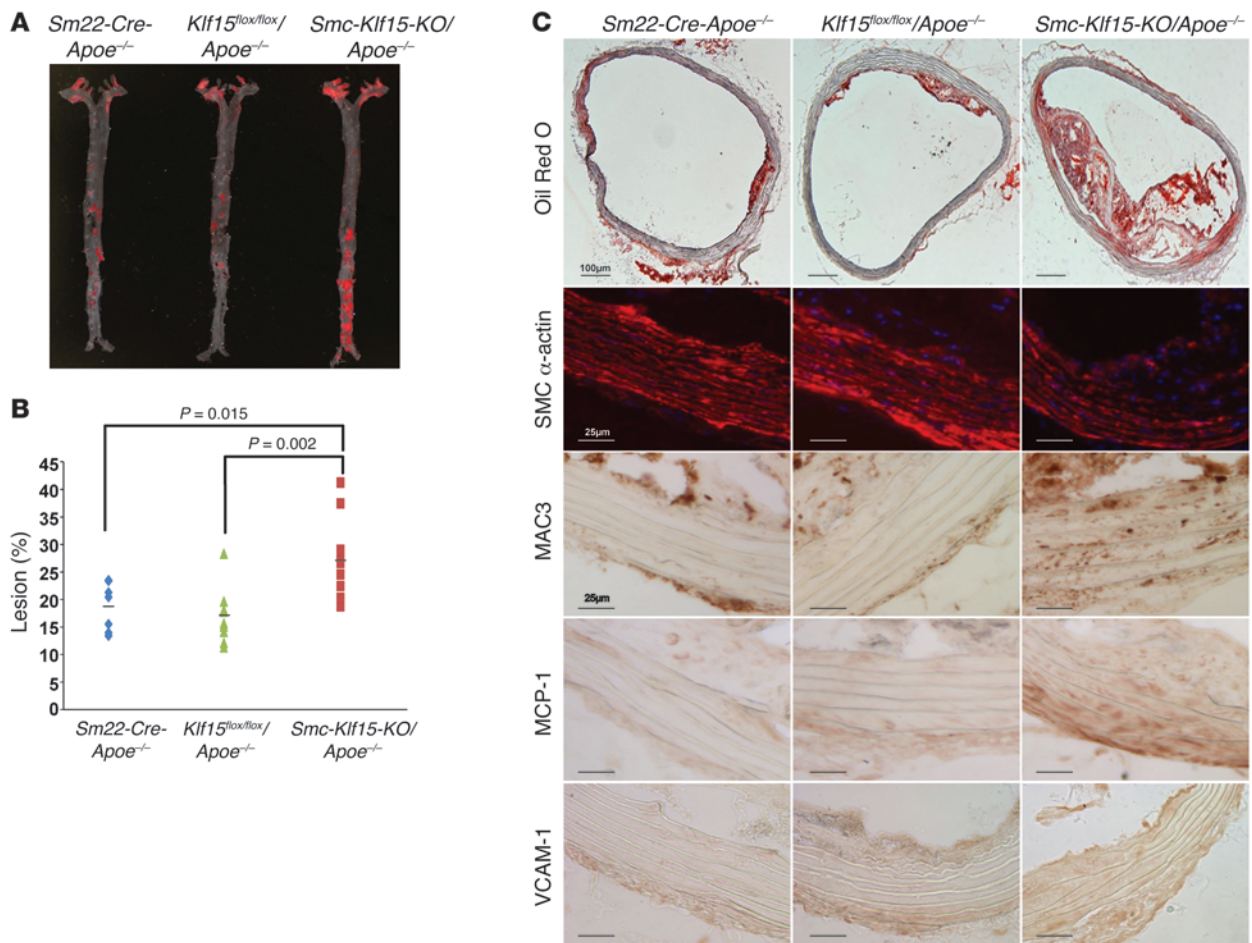 A
Sm22-Cre-
Apoe–/–
Klf15flox/flox/
Apoe–/–
Smc-Klf15-KO/
Apoe–/–
B
P = 0.015
P = 0.002
Lesion (%)
45
45
40
35
30
25
20
15
10
5
0
Sm22-Cre-
Apoe–/–
Klf15flox/flox/
Apoe–/–
Smc-Klf15-KO/
Apoe–/–
C
Sm22-Cre-Apoe–/–
Klf15flox/flox/Apoe–/–
Smc-Klf15-KO/Apoe–/–
Oil Red O
100µm
SMC α-actin
25µm
MAC3
25µm
MCP-1
VCAM-1